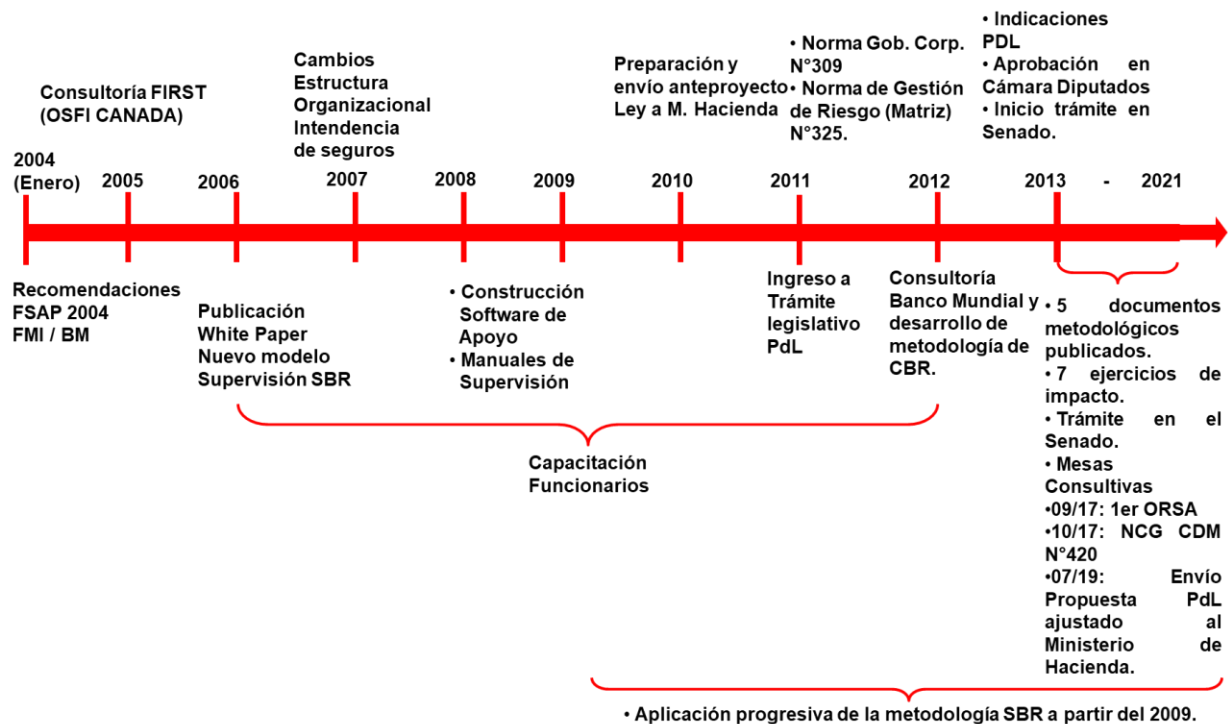 Consultoría FIRST
(OSFI CANADA)
Cambios
Estructura
Organizacional
Intendencia
de seguros
Preparación y
envío anteproyecto
Ley a M. Hacienda
• Norma Gob. Corp.
N°309
• Norma de Gestión
de Riesgo (Matriz)
N°325.
• Indicaciones
PDL
• Aprobación en
Cámara Diputados
• Inicio trámite en
Senado.
2004
(Enero)
2005
2006
2007
2008
2009
2010
2011
2012
2013 - 2021
Recomendaciones
FSAP 2004
FMI / BM
Publicación
White Paper
Nuevo modelo
Supervisión SBR
• Construcción
Software de
Apoyo
• Manuales de
Supervisión
Ingreso a
Trámite
legislativo
PdL
Consultoría
Banco Mundial y
desarrollo de
metodología de
CBR.
• 5 documentos
metodológicos
publicados.
• 7 ejercicios de
impacto.
• Trámite en el
Senado.
• Mesas
Consultivas
•09/17: 1er ORSA
•10/17: NCG CDM
N°420
•07/19: Envío
Propuesta PdL
ajustado al
Ministerio de
Hacienda.
Capacitación
Funcionarios
• Aplicación progresiva de la metodología SBR a partir del 2009.